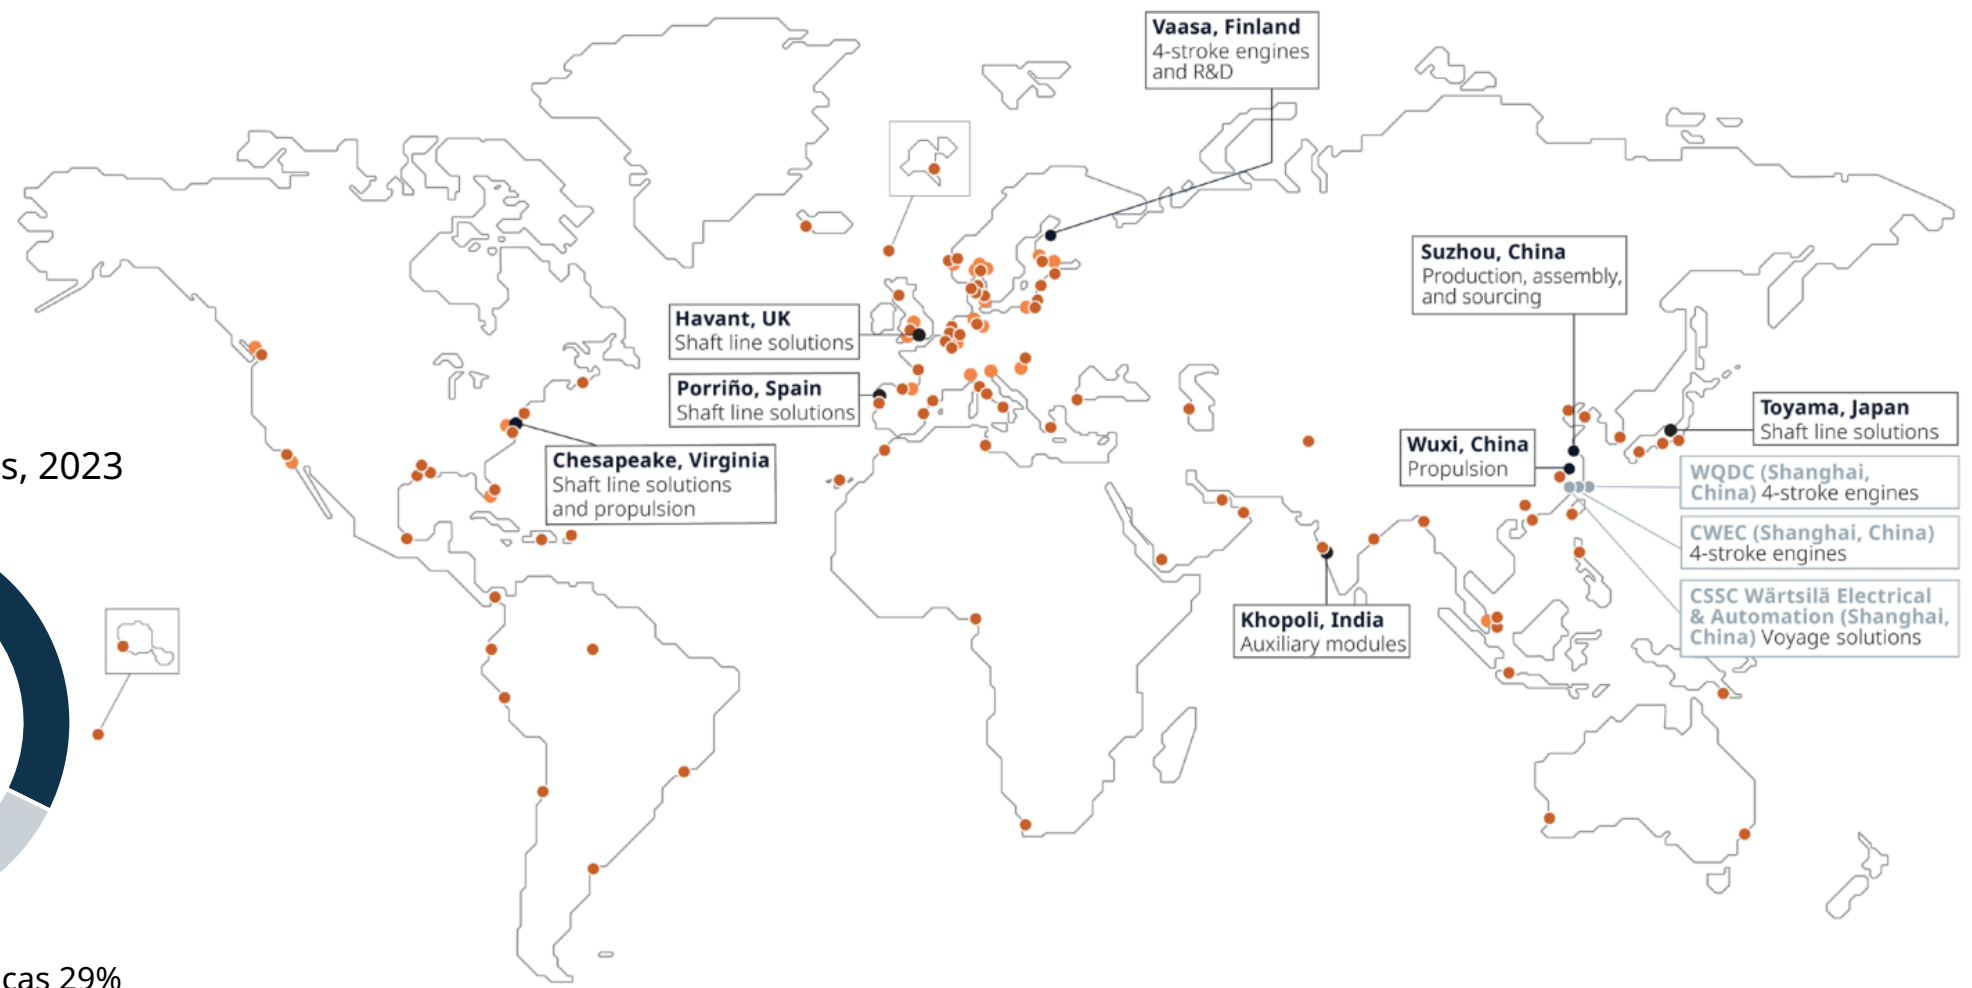 Vaasa, Finland
4-stroke engines
and R&D
Suzhou, China
Production, assembly,
and sourcing
Havant, UK
Shaft line solutions
Porriño, Spain
Shaft line solutions
Toyama, Japan
Shaft line solutions
Wuxi, China
Propulsion
s, 2023
Chesapeake, Virginia
Shaft line solutions
and propulsion
WQDC (Shanghai,
China) 4-stroke engines
CWEC (Shanghai, China)
4-stroke engines
CSSC Wärtsilä Electrical
& Automation (Shanghai,
China) Voyage solutions
Khopoli, India
Auxiliary modules
cas 29%